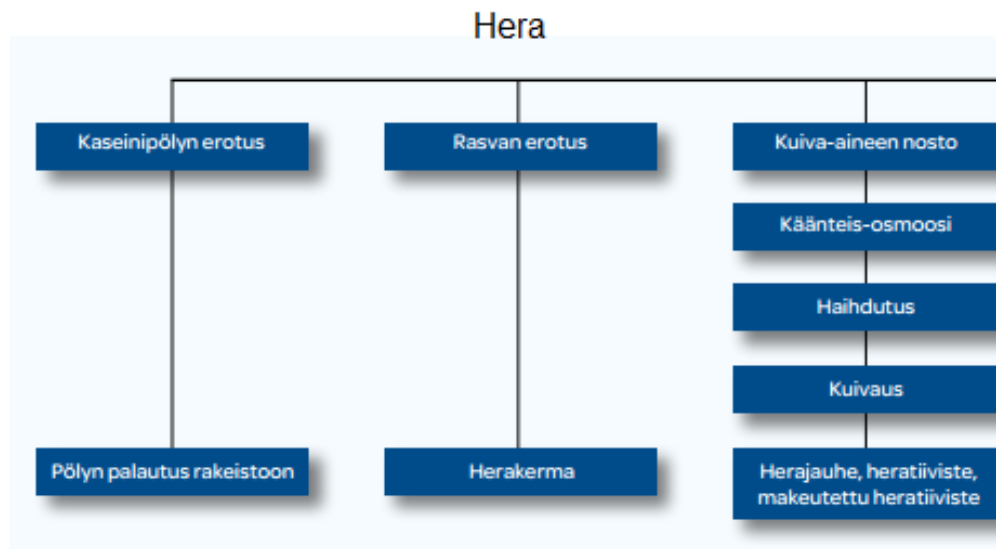 Hera
Kaseinipölyn erotus
Rasvan erotus
Kuiva-aineen nosto
Käänteis-osmoosi
Haihdutus
Kuivaus
Pölyn palautus rakeistoon
Herakerma
Herajauhe, heratiiviste,
makeutettu heratiiviste